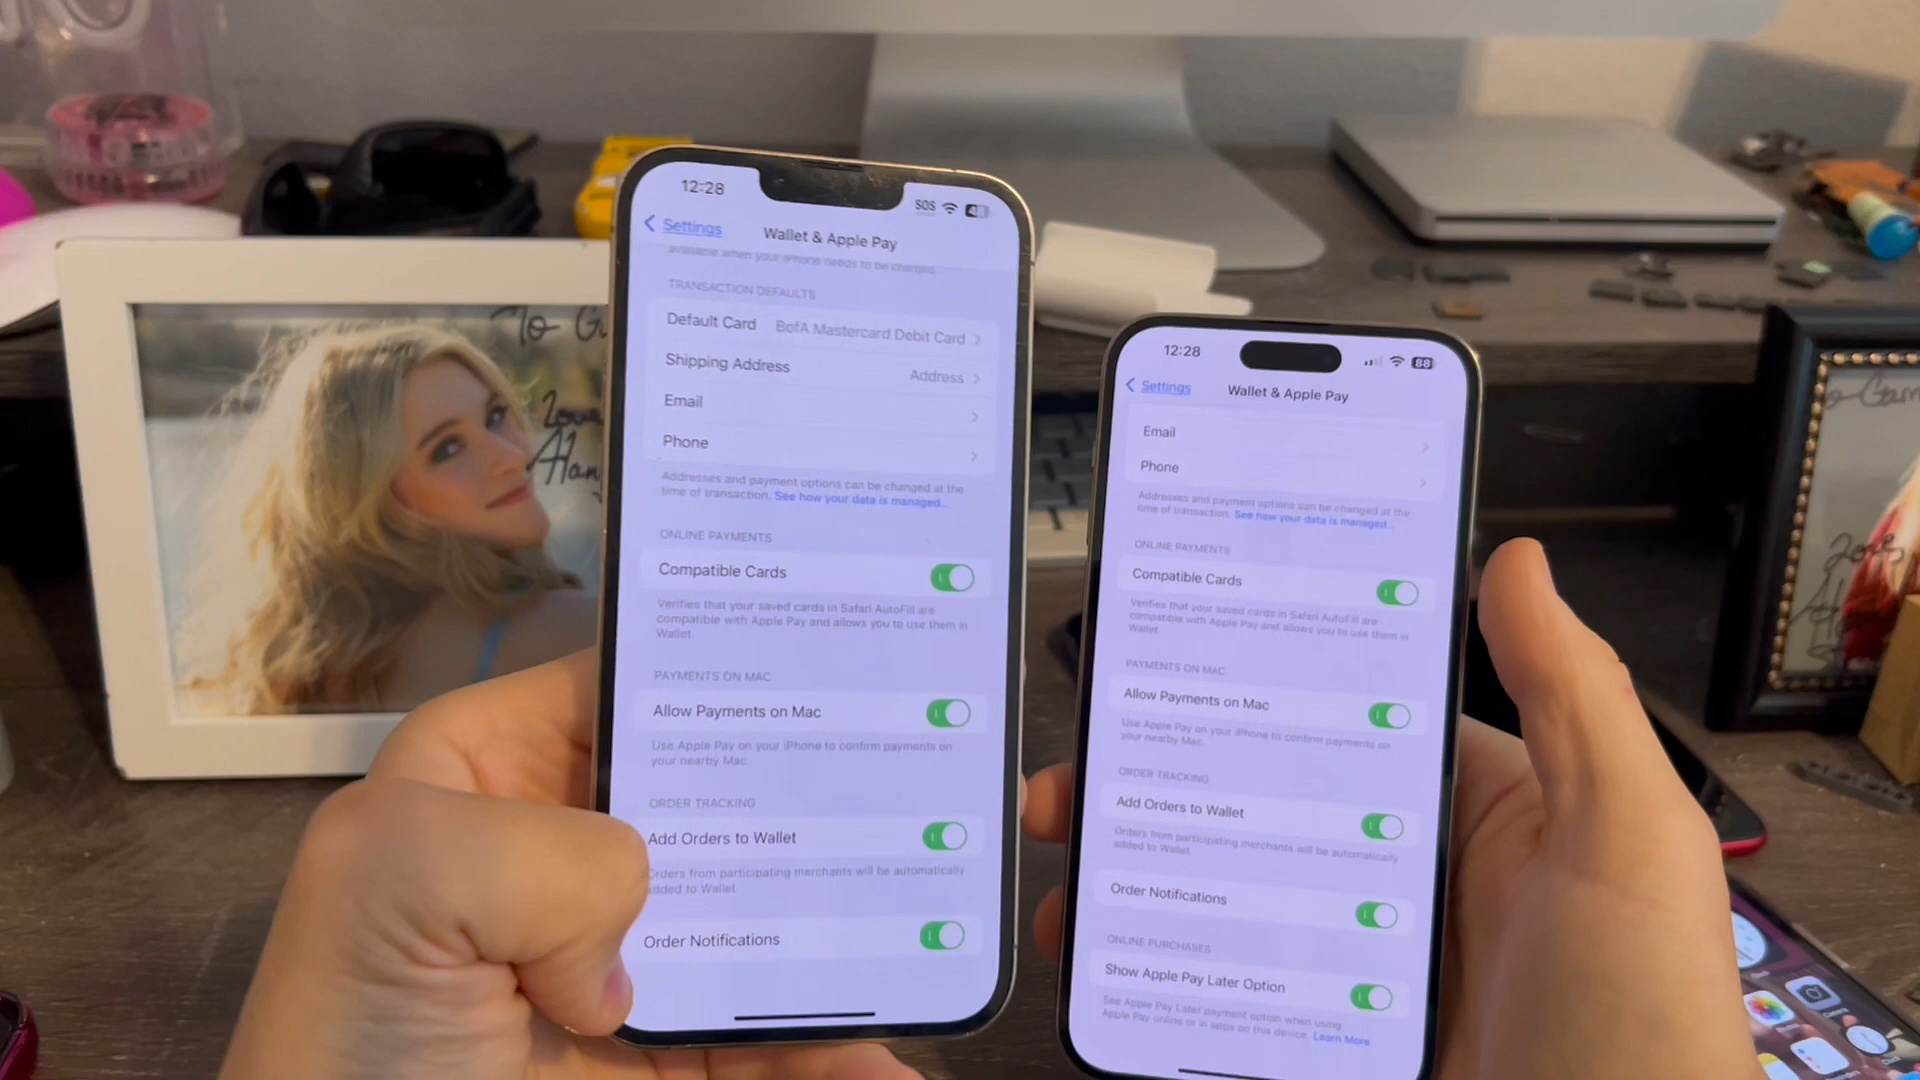 To
Love
12:28
SOS
Settings
Wallet & Apple Pay
available when your iPhone needs to be charged.
TRANSACTION DEFAULTS
Default Card BofA Mastercard Debit Card
Shipping Address Address
Email
Phone
Addresses and payment options can be changed at the
time of transaction. See how your data is managed...
ONLINE PAYMENTS
Compatible Cards
Verifies that your saved cards in Safari AutoFill are
compatible with Apple Pay and allows you to use them in
Wallet.
PAYMENTS ON MAC
Allow Payments on Mac
Use Apple Pay on your iPhone to confirm payments on
your nearby Mac.
ORDER TRACKING
Add Orders to Wallet
Orders from participating merchants will be automatically
added to Wallet.
Order Notifications
12:28
88
Settings
Wallet & Apple Pay
Email
Phone
Addresses and payment options can be changed at the
time of transaction. See how your data is managed...
ONLINE PAYMENTS
Compatible Cards
Verifies that your saved cards in Safari AutoFill are
compatible with Apple Pay and allows you to use them in
Wallet.
PAYMENTS ON MAC
Allow Payments on Mac
Use Apple Pay on your iPhone to confirm payments on
your nearby Mac.
ORDER TRACKING
Add Orders to Wallet
Orders from participating merchants will be automatically
added to Wallet.
Order Notifications
ONLINE PURCHASES
Show Apple Pay Later Option
See Apple Pay Later payment option when using
Apple Pay online or in apps on this device. Learn More
Love